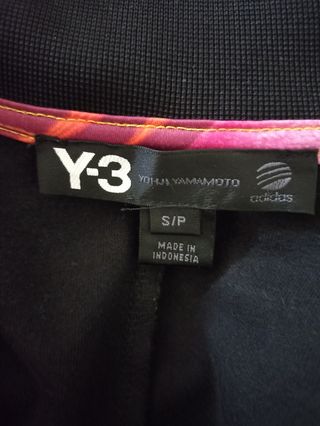 Y-3 YOHJI YAMAMOTO
adidas
S/P
MADE IN
INDONESIA